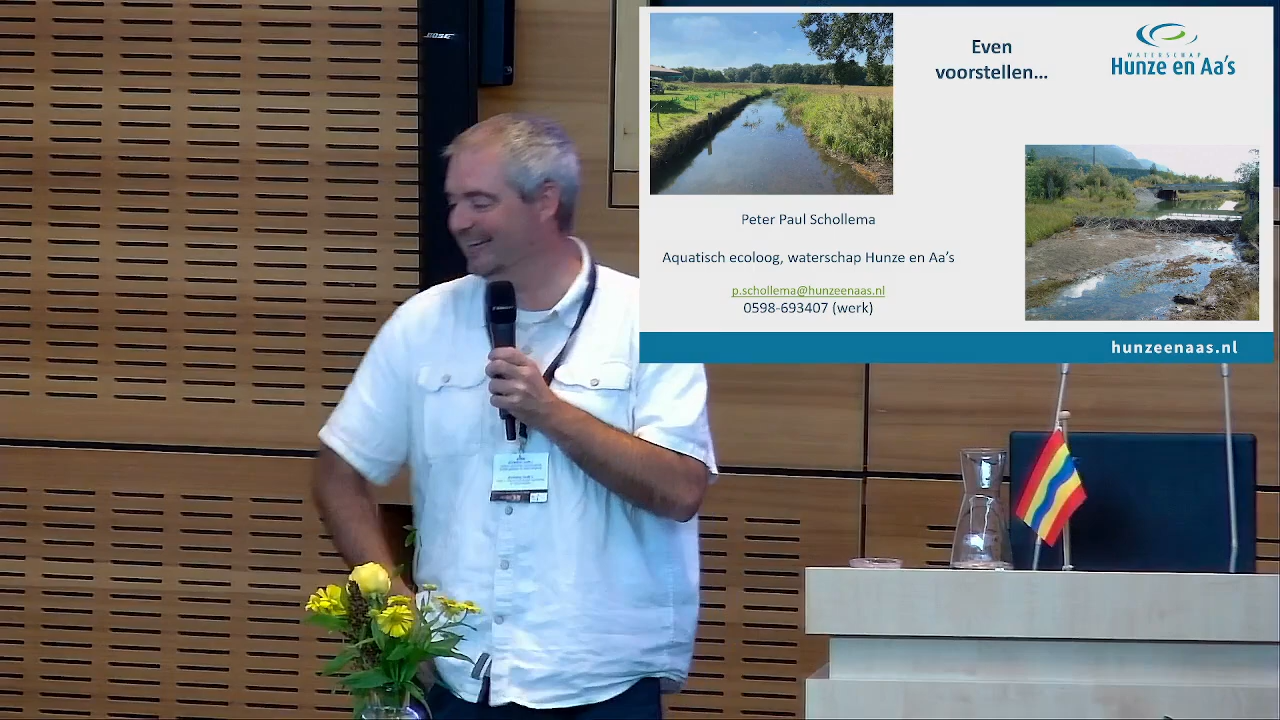 BOSE
Even
voorstellen...
WATERSCHAP
Hunze en Aa's
Peter Paul Schollema
Aquatisch ecoloog, waterschap Hunze en Aa's
p.schollema@hunzeenaas.nl
0598-693407 (werk)
hunzeenaas.nl